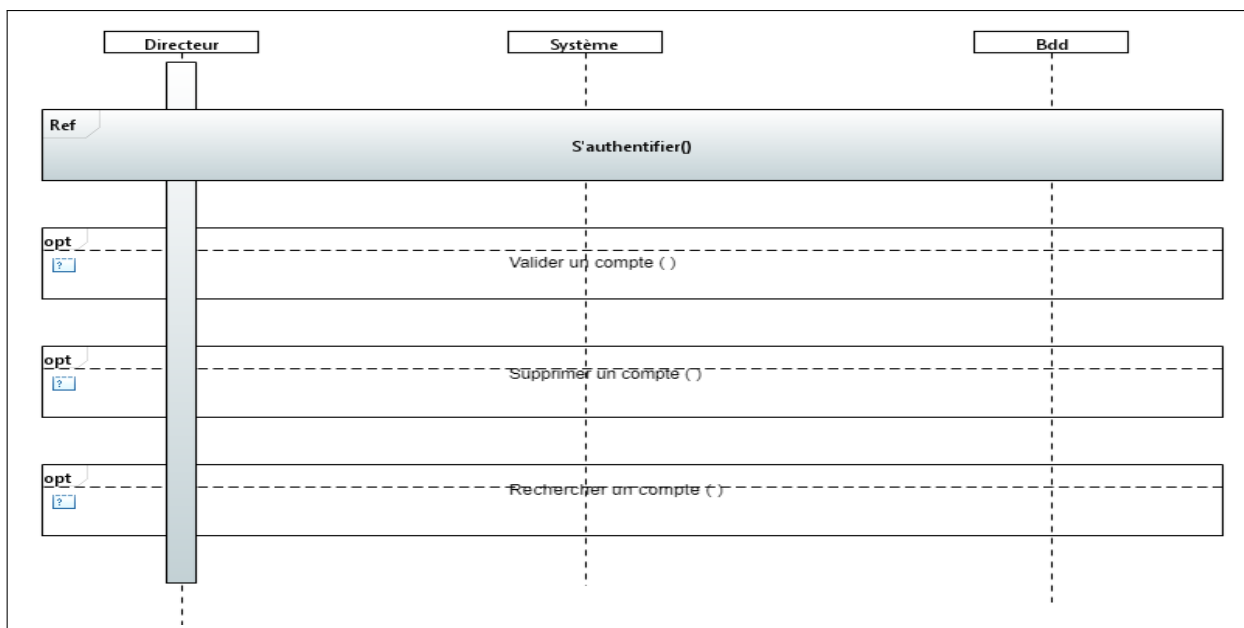 Directeur Système Bdd
Ref
S'authentifier()
opt
?
Valider un compte ( )
opt
?
Supprimer un compte ( )
opt
?
Rechercher un compte ( )